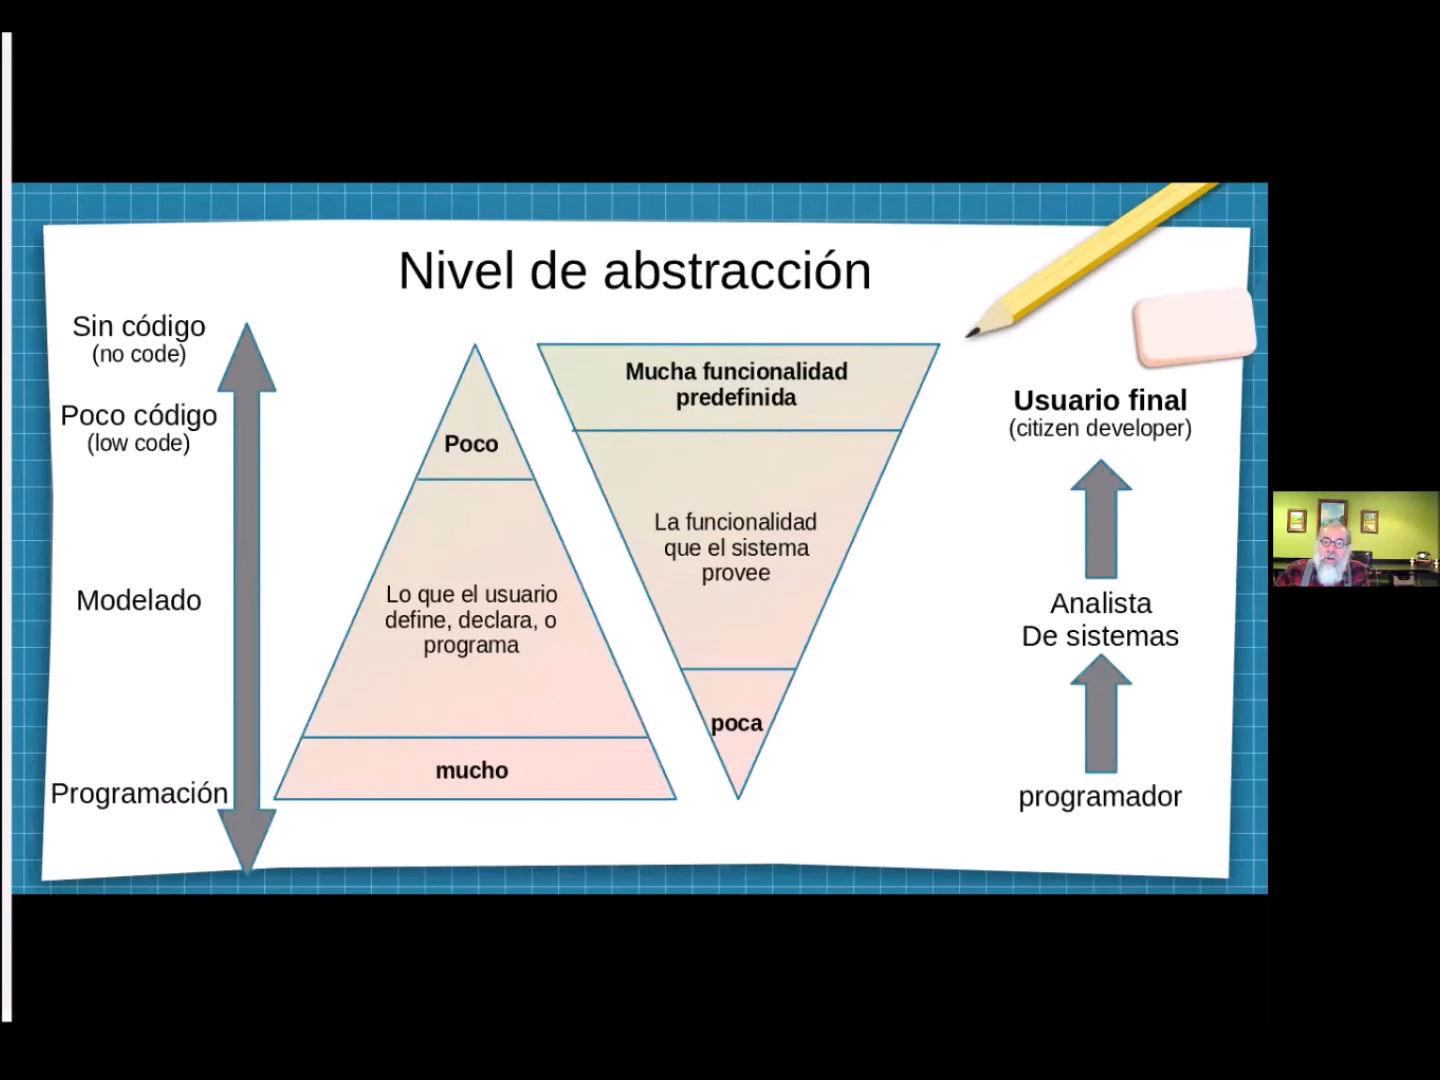 Nivel de abstracción
Sin código
(no code)
Poco código
(low code)
Modelado
Programación
Poco
Lo que el usuario
define, declara, o
programa
mucho
Mucha funcionalidad
predefinida
La funcionalidad
que el sistema
provee
poca
Usuario final
(citizen developer)
Analista
De sistemas
programador